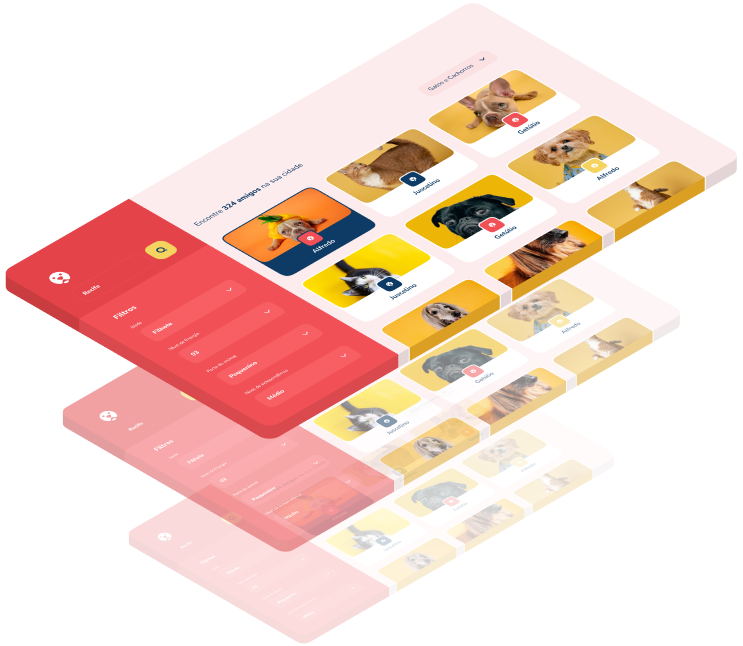 Gatos e Cachorros
Encontre 324 amigos na sua cidade
Getúlio
Juscelino
Alfredo
Alfredo
Getúlio
Juscelino
Recife
Filtros
Idade
Filhote
Nível de energia
03
Porte do animal
Pequenino
Nível de independência
Médio
Alfredo
Getúlio
Juscelino
Recife
Filtros
Filhote
03
Pequenino
Médio